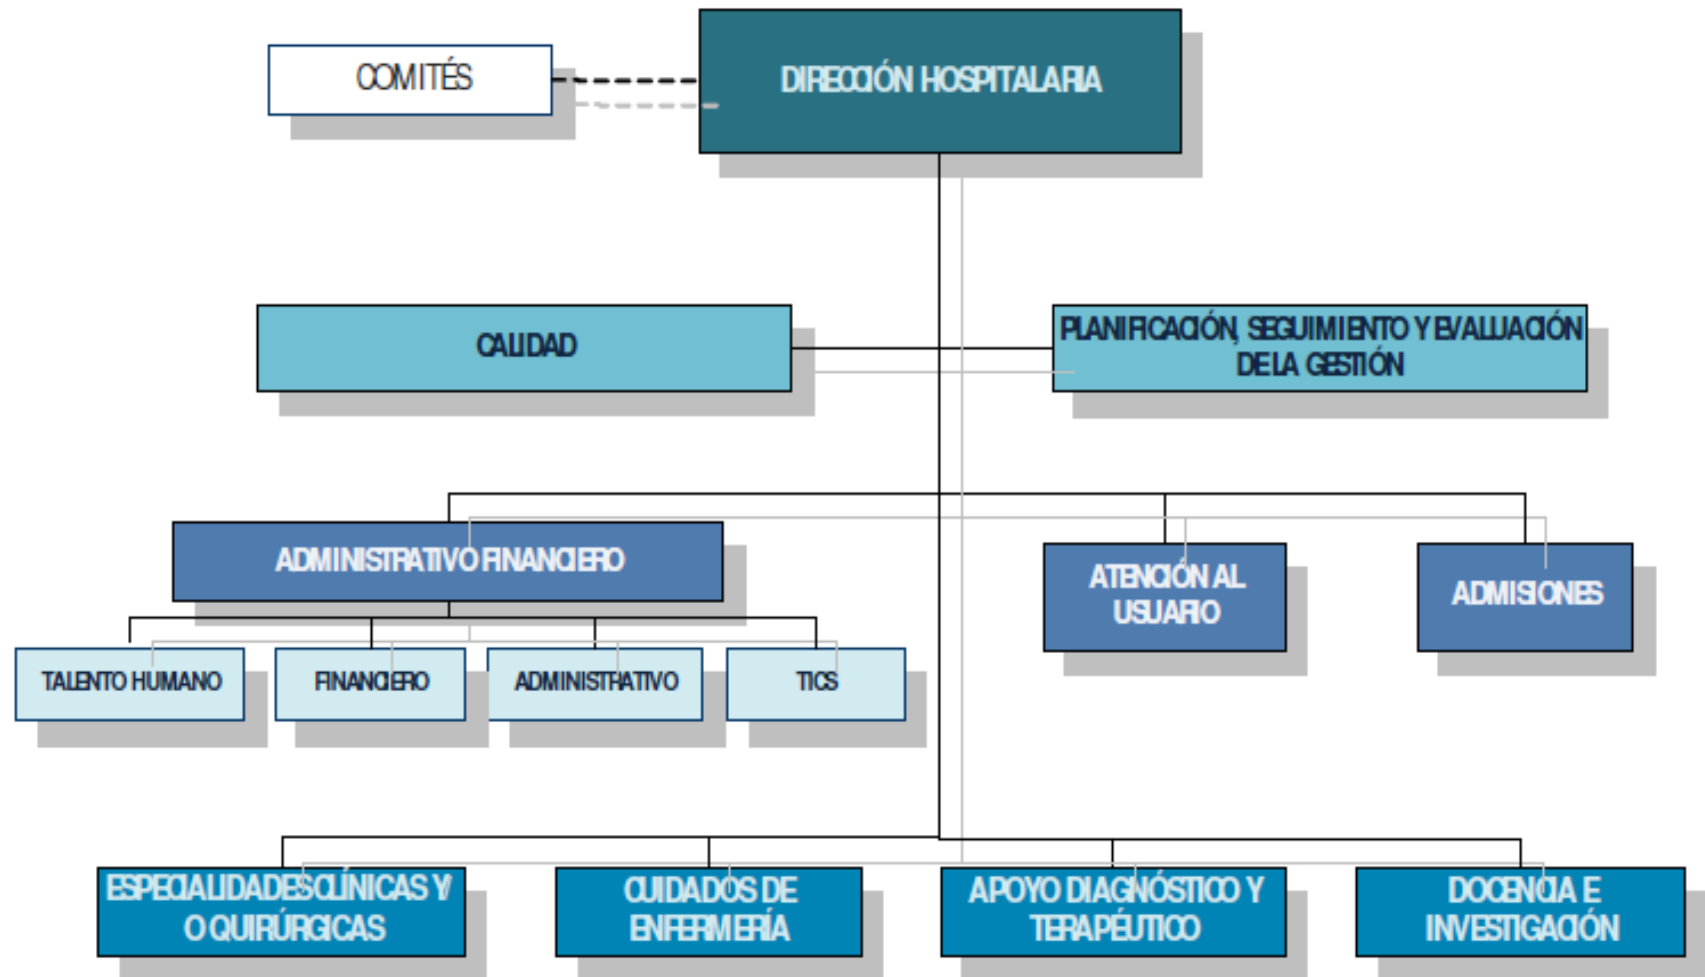 COMITÉS
DIRECCIÓN HOSPITALARIA
CALIDAD
PLANIFICACIÓN, SEGUIMIENTO Y EVALUACIÓN
DE LA GESTIÓN
ADMINISTRATIVO FINANCIERO
ATENCIÓN AL
USUARIO
ADMISIONES
TALENTO HUMANO
FINANCIERO
ADMINISTRATIVO
TICS
ESPECIALIDADES CLÍNICAS Y/
O QUIRÚRGICAS
CUIDADOS DE
ENFERMERÍA
APOYO DIAGNÓSTICO Y
TERAPÉUTICO
DOCENCIA E
INVESTIGACIÓN